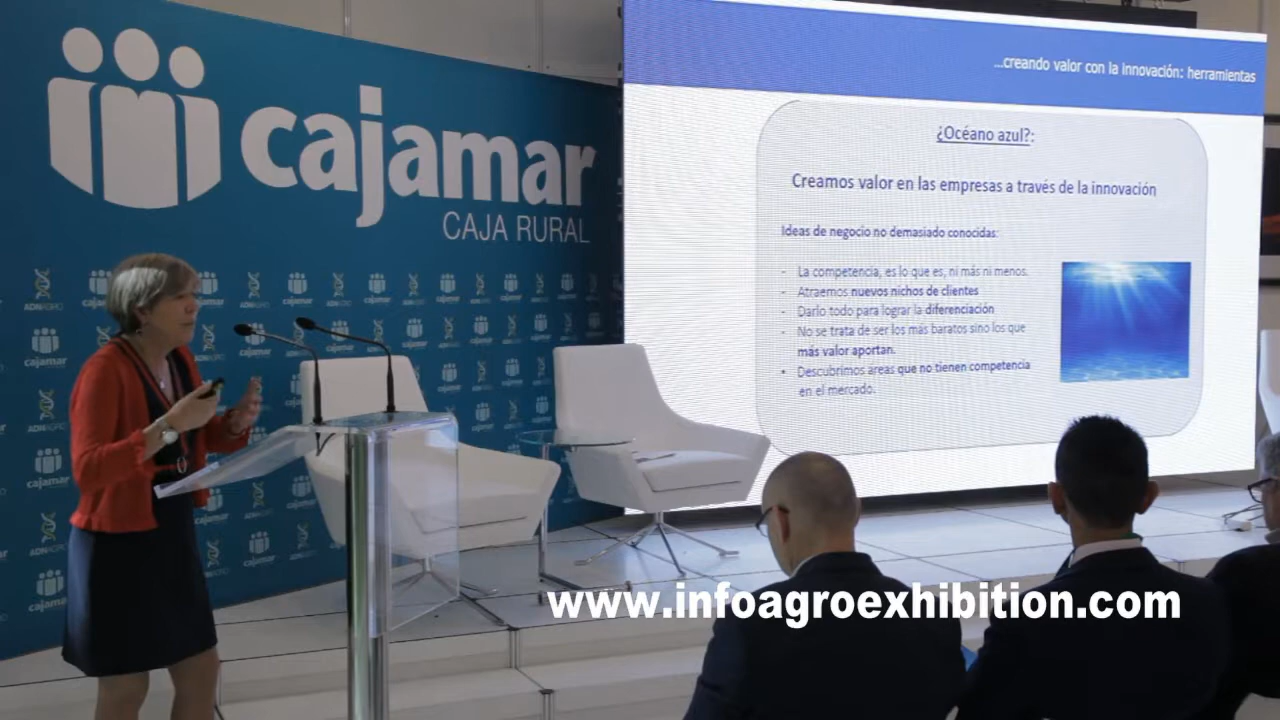 cajamar
CAJA RURAL
...creando valor con la innovación: herramientas
¿Océano azul?:
Creamos valor en las empresas a través de la innovación
Ideas de negocio no demasiado conocidas:
- La competencia, es lo que es, ni más ni menos.
- Atraemos nuevos nichos de clientes
- Darlo todo para lograr la diferenciación
- No se trata de ser los más baratos sino los que
más valor aportan.
• Descubrimos areas que no tienen competencia
en el mercado.
ADNAGRO
cajamar
www.infoagroexhibition.com